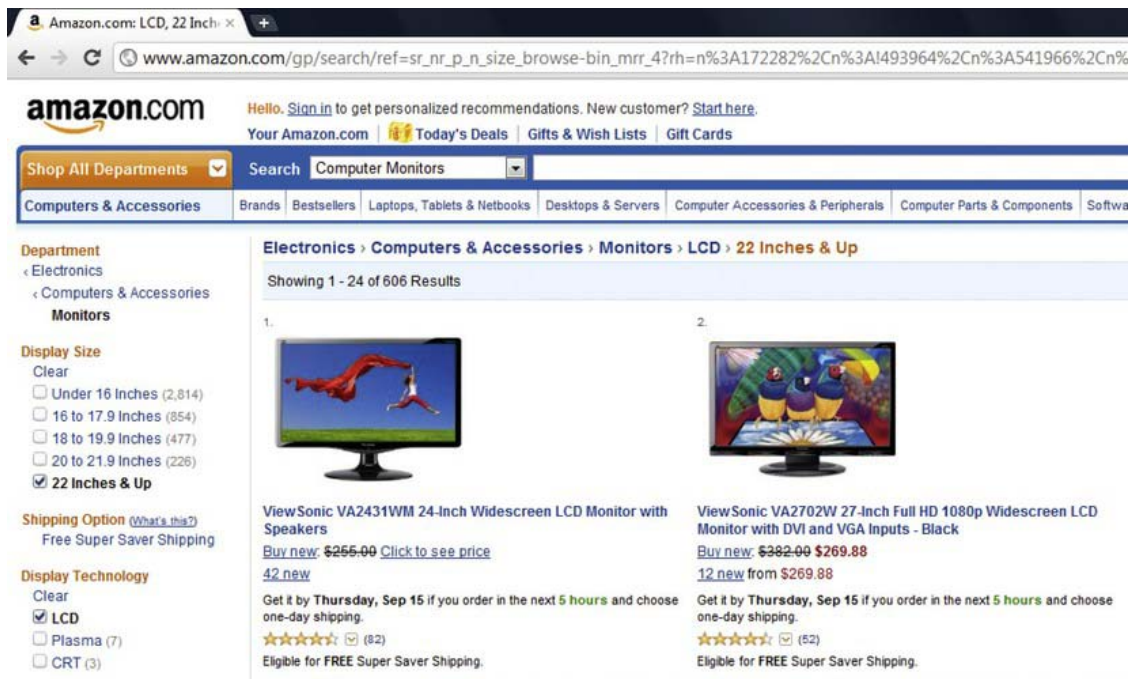 Amazon.com: LCD, 22 Inch
www.amazon.com/gp/search/ref=sr_nr_p_n_size_browse-bin_mrr_4?rh=n%3A172282%2Cn%3AI493964%2Cn%3A541966%2Cn%
amazon.com
Hello. Sign in to get personalized recommendations. New customer? Start here.
Your Amazon.com | Today's Deals | Gifts & Wish Lists | Gift Cards
Shop All Departments
Search Computer Monitors
Computers & Accessories
Brands Bestsellers Laptops, Tablets & Netbooks Desktops & Servers Computer Accessories & Peripherals Computer Parts & Components Softwa
Department
‹ Electronics
‹ Computers & Accessories
Monitors
Display Size
Clear
Under 16 Inches (2,814)
16 to 17.9 Inches (854)
18 to 19.9 Inches (477)
20 to 21.9 Inches (226)
22 Inches & Up
Shipping Option (What's this?)
Free Super Saver Shipping
Display Technology
Clear
LCD
Plasma (7)
CRT (3)
Electronics › Computers & Accessories › Monitors › LCD › 22 Inches & Up
Showing 1 - 24 of 606 Results
1.
ViewSonic VA2431WM 24-Inch Widescreen LCD Monitor with
Speakers
Buy new: $255.00 Click to see price
42 new
Get it by Thursday, Sep 15 if you order in the next 5 hours and choose
one-day shipping.
(82)
Eligible for FREE Super Saver Shipping.
2.
ViewSonic VA2702W 27-Inch Full HD 1080p Widescreen LCD
Monitor with DVI and VGA Inputs - Black
Buy new: $382.00 $269.88
12 new from $269.88
Get it by Thursday, Sep 15 if you order in the next 5 hours and choose
one-day shipping.
(52)
Eligible for FREE Super Saver Shipping.